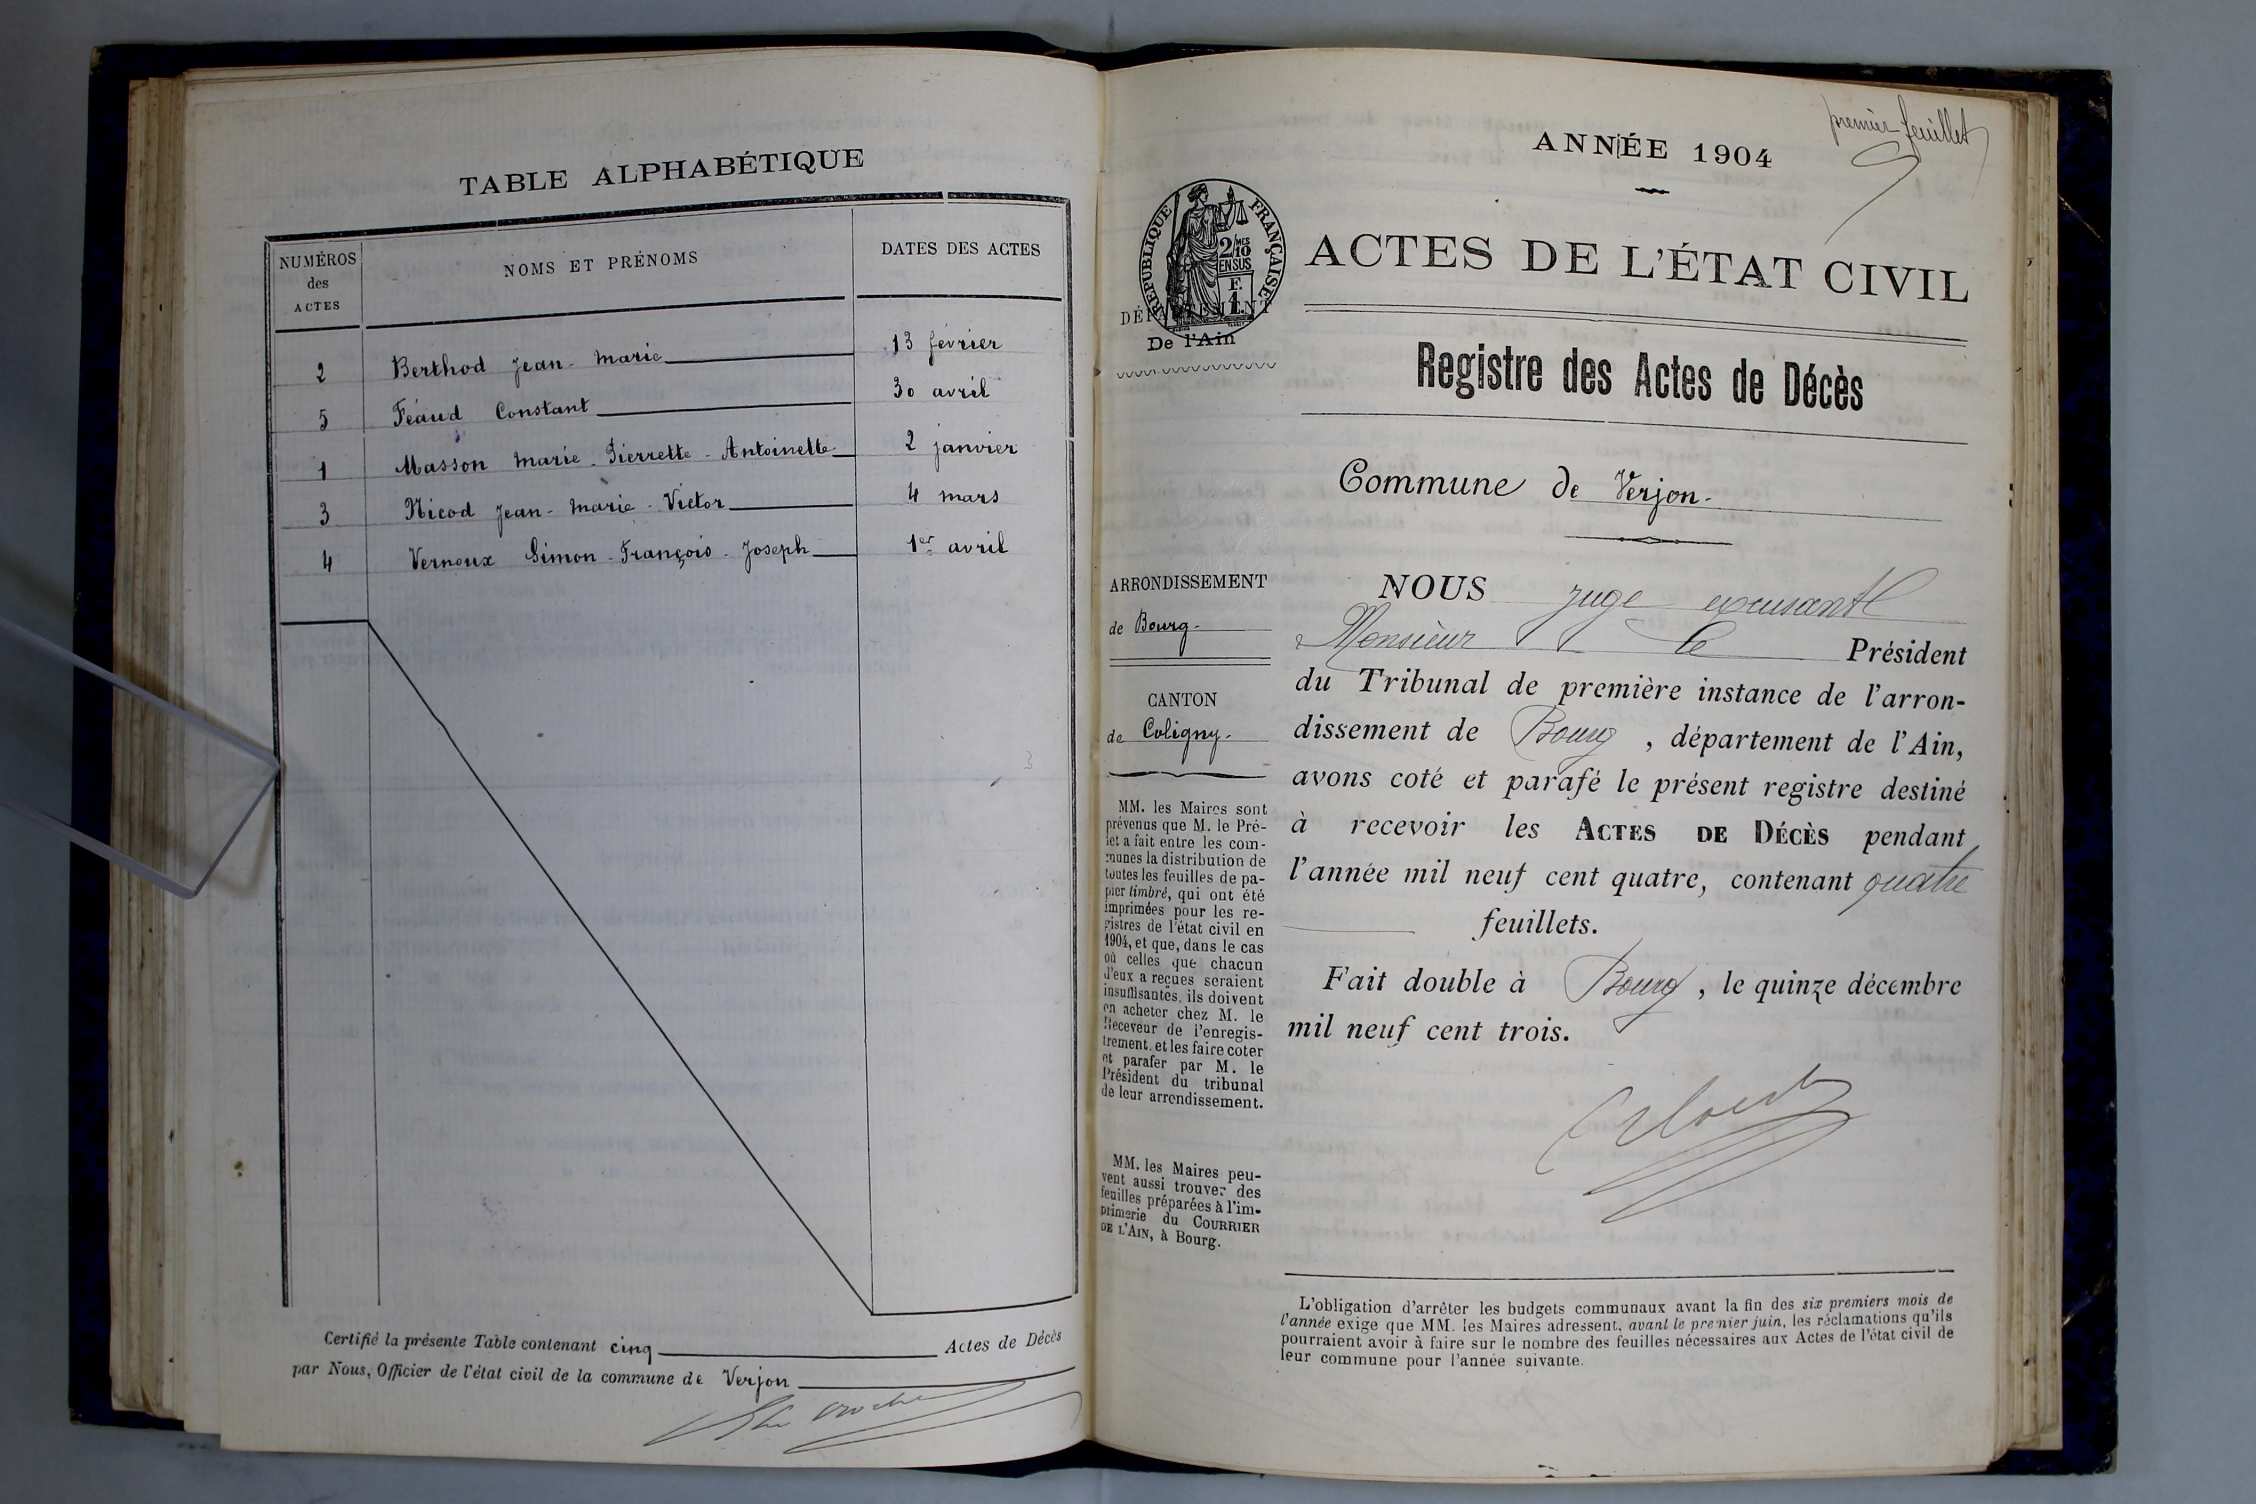 TABLE ALPHABÉTIQUE
NUMÉROS
des
ACTES
NOMS ET PRÉNOMS
DATES DES ACTES
2 Berthod Jean-Marie 13 février
5 Féaud Constant 30 avril
1 Masson Marie-Pierrette-Antoinette 2 janvier
3 Nicod Jean-Marie-Victor 4 mars
4 Vernoux Simon-François-Joseph 1er avril
Certifié la présente Table contenant cinq Actes de Décès
par Nous, Officier de l'état civil de la commune de Verjon
premier feuillet
ANNÉE 1904
RÉPUBLIQUE FRANÇAISE
2/10MES
EN SUS
F.
1
ACTES DE L'ÉTAT CIVIL
DÉPARTEMENT
De l'Ain
Registre des Actes de Décès
Commune de Verjon.
ARRONDISSEMENT
de Bourg.
CANTON
de Coligny.
MM. les Maires sont
prévenus que M. le Pré-
fet a fait entre les com-
munes la distribution de
toutes les feuilles de pa-
pier timbré, qui ont été
imprimées pour les re-
gistres de l'état civil en
1904, et que, dans le cas
où celles que chacun
d'eux a reçues seraient
insuffisantes, ils doivent
en acheter chez M. le
Receveur de l'enregis-
trement, et les faire coter
et parafer par M. le
Président du tribunal
de leur arrondissement.
MM. les Maires peu-
vent aussi trouver des
feuilles préparées à l'im-
primerie du COURRIER
DE L'AIN, à Bourg.
NOUS juge
Monsieur le Président
du Tribunal de première instance de l'arron-
dissement de Bourg, département de l'Ain,
avons coté et parafé le présent registre destiné
à recevoir les ACTES DE DÉCÈS pendant
l'année mil neuf cent quatre, contenant quatre
feuillets.
Fait double à Bourg, le quinze décembre
mil neuf cent trois.
L'obligation d'arrêter les budgets communaux avant la fin des six premiers mois de
l'année exige que MM. les Maires adressent, avant le premier juin, les réclamations qu'ils
pourraient avoir à faire sur le nombre des feuilles nécessaires aux Actes de l'état civil de
leur commune pour l'année suivante.